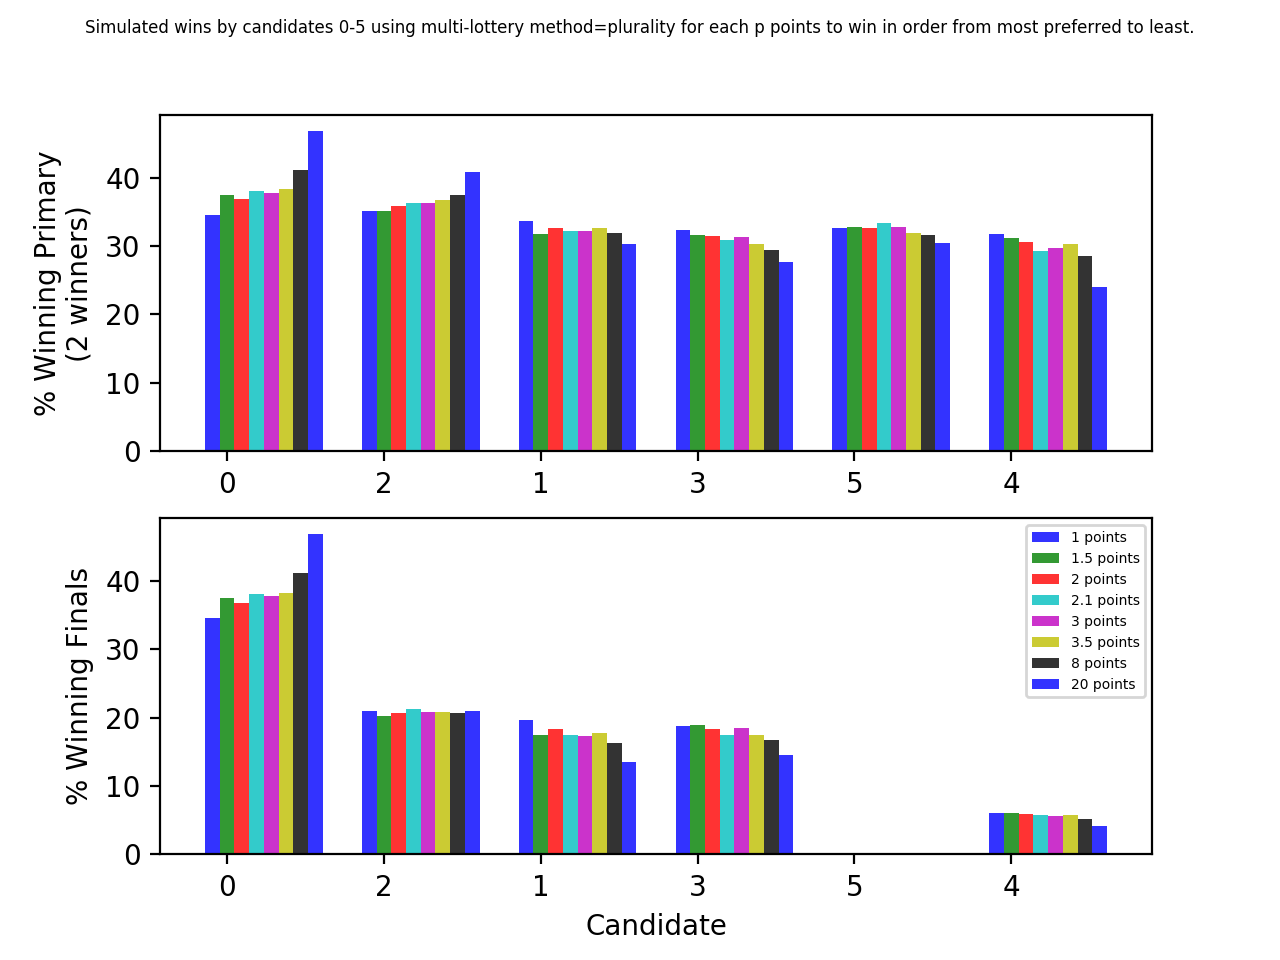 Simulated wins by candidates 0-5 using multi-lottery method=plurality for each p points to win in order from most preferred to least.
% Winning Primary
(2 winners)
40
30
20
10
0
0 2 1 3 5 4
% Winning Finals
40
30
20
10
0
1 points
1.5 points
2 points
2.1 points
3 points
3.5 points
8 points
20 points
0 2 1 3 5 4
Candidate